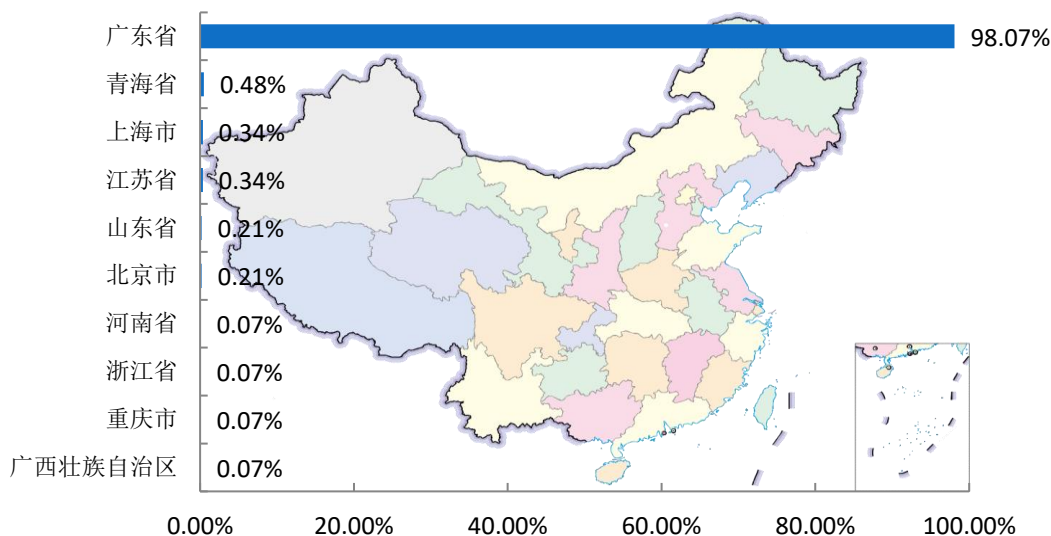 广东省 98.07%
青海省 0.48%
上海市 0.34%
江苏省 0.34%
山东省 0.21%
北京市 0.21%
河南省 0.07%
浙江省 0.07%
重庆市 0.07%
广西壮族自治区 0.07%
0.00% 20.00% 40.00% 60.00% 80.00% 100.00%